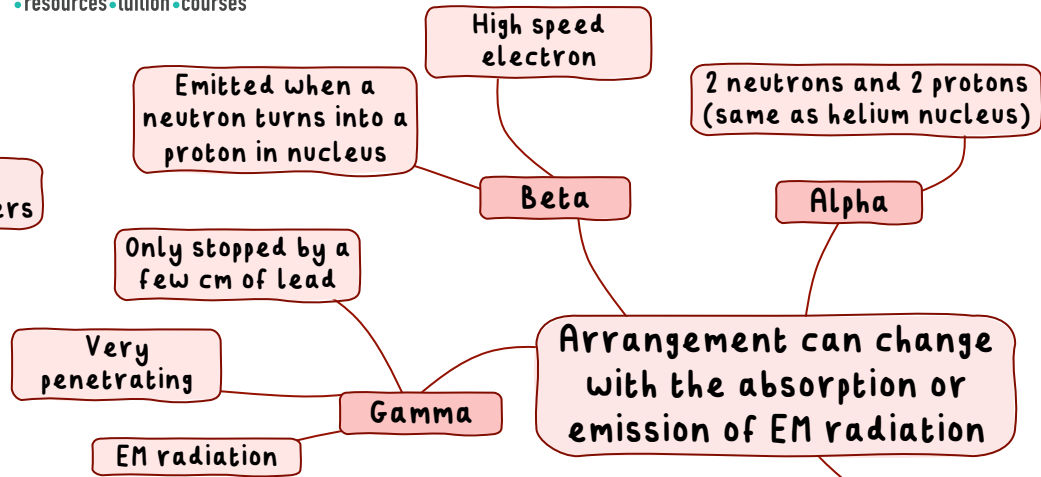 •resources•tuition•courses
High speed
electron
Emitted when a
neutron turns into a
proton in nucleus
2 neutrons and 2 protons
(same as helium nucleus)
Beta
Alpha
ers
Only stopped by a
few cm of lead
Very
penetrating
Gamma
EM radiation
Arrangement can change
with the absorption or
emission of EM radiation